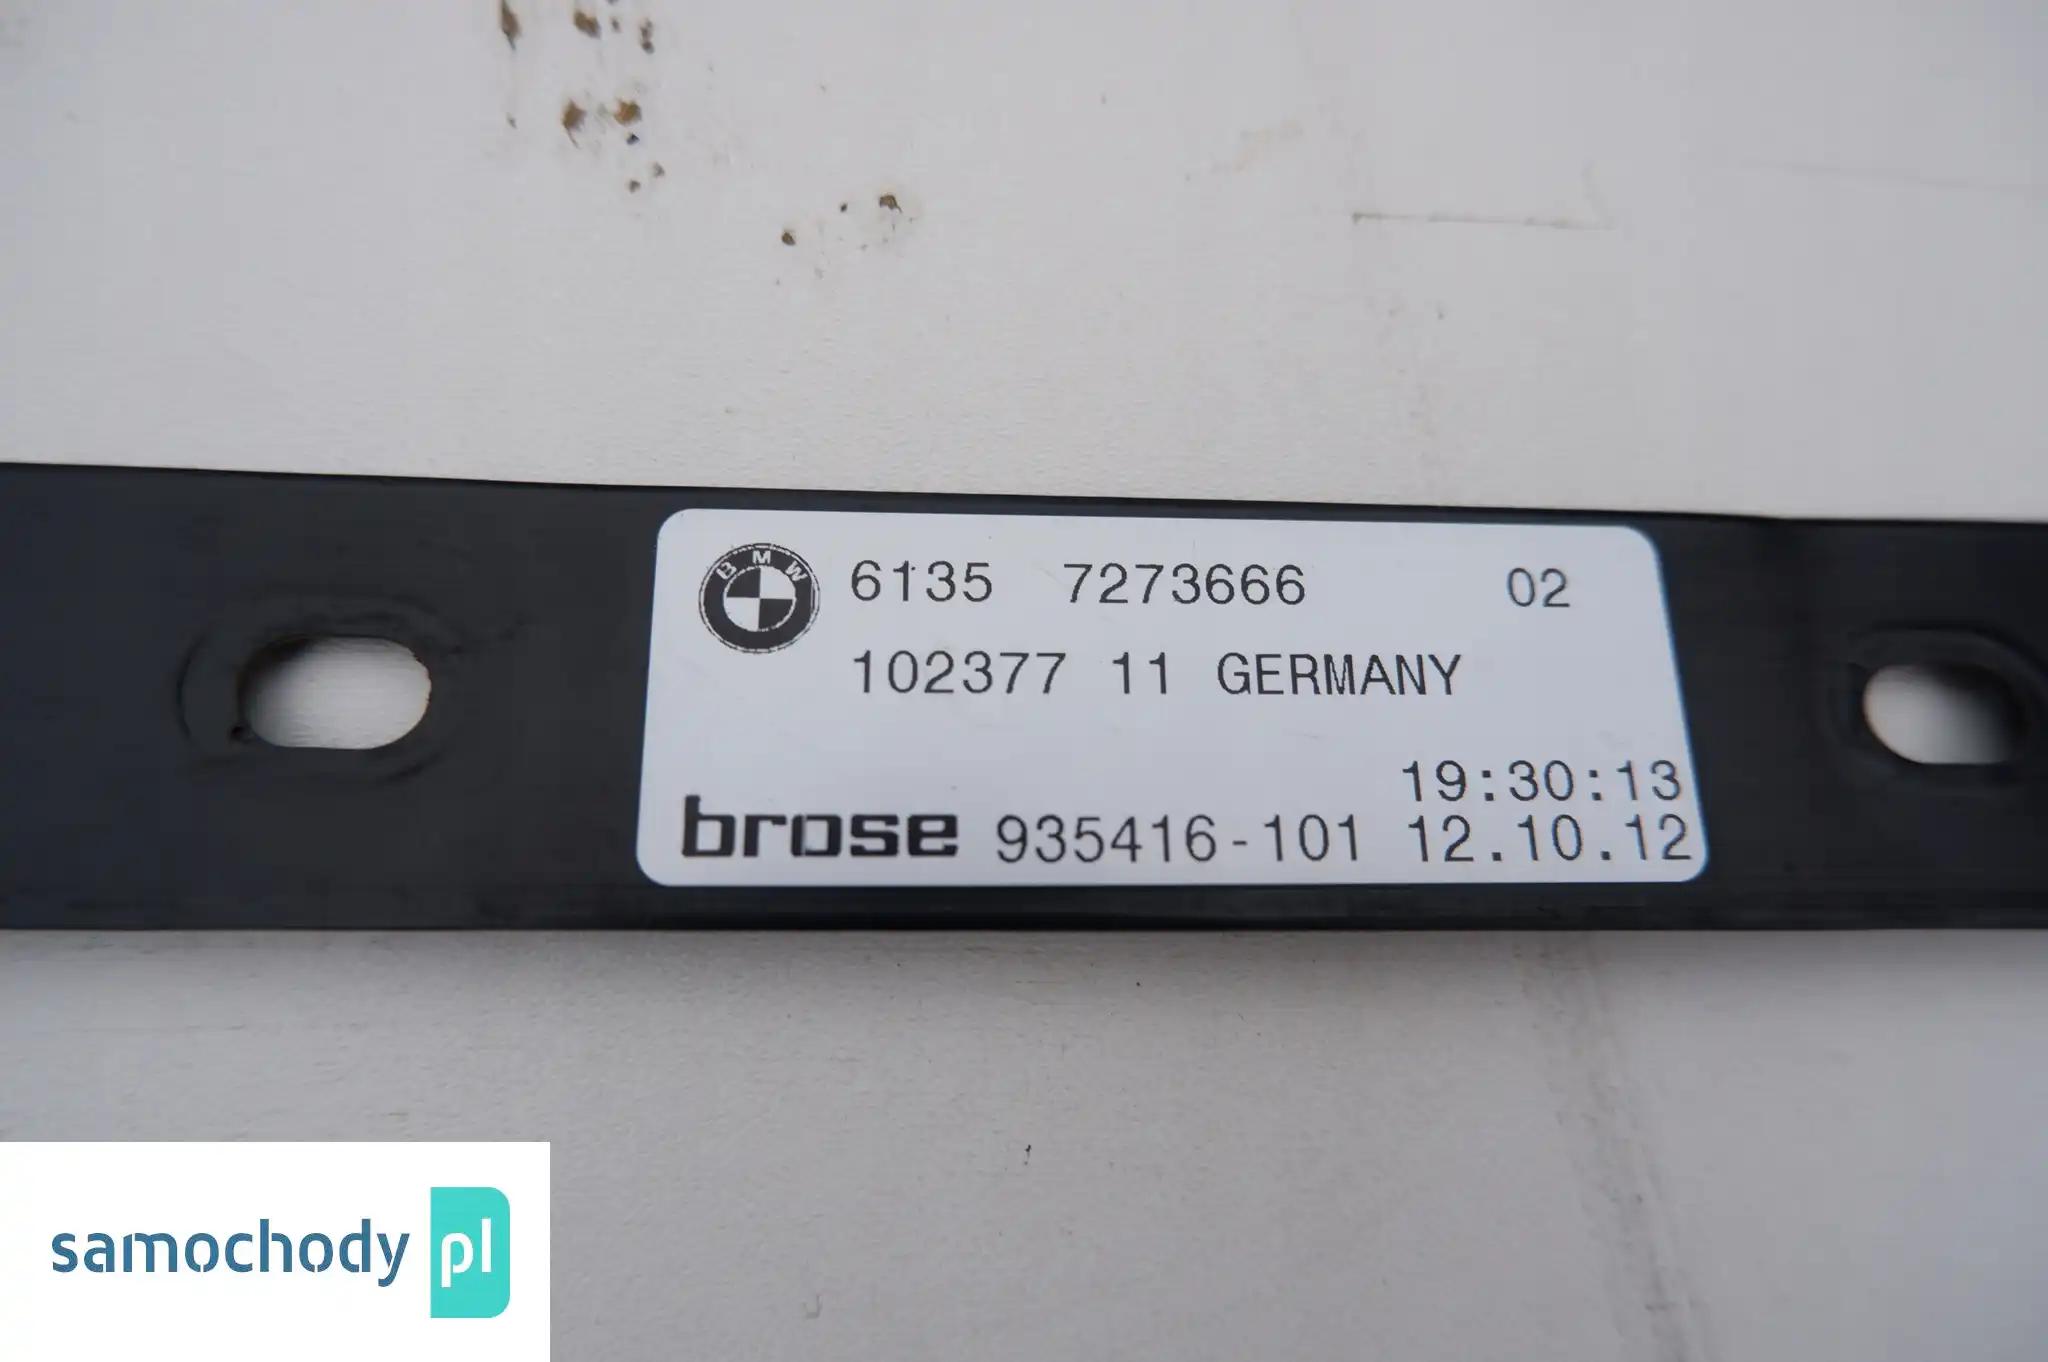 BMW 6135 7273666 02
102377 11 GERMANY
19:30:13
brose 935416-101 12.10.12
samochody pl